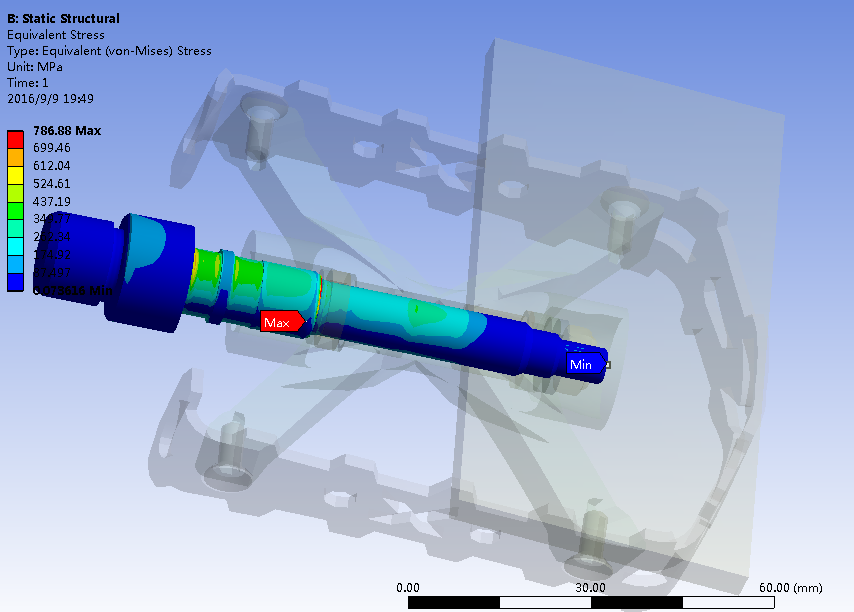 B: Static Structural
Equivalent Stress
Type: Equivalent (von-Mises) Stress
Unit: MPa
Time: 1
2016/9/9 19:49
786.88 Max
699.46
612.04
524.61
437.19
Max
Min
0.00
30.00
60.00 (mm)